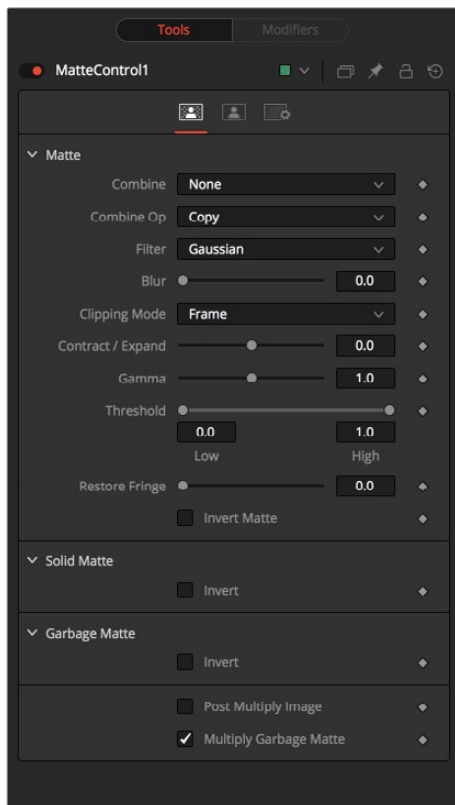 Tools Modifiers
MatteControl1
Matte
Combine None
Combine Op Copy
Filter Gaussian
Blur 0.0
Clipping Mode Frame
Contract / Expand 0.0
Gamma 1.0
Threshold
0.0 1.0
Low High
Restore Fringe 0.0
Invert Matte
Solid Matte
Invert
Garbage Matte
Invert
Post Multiply Image
Multiply Garbage Matte